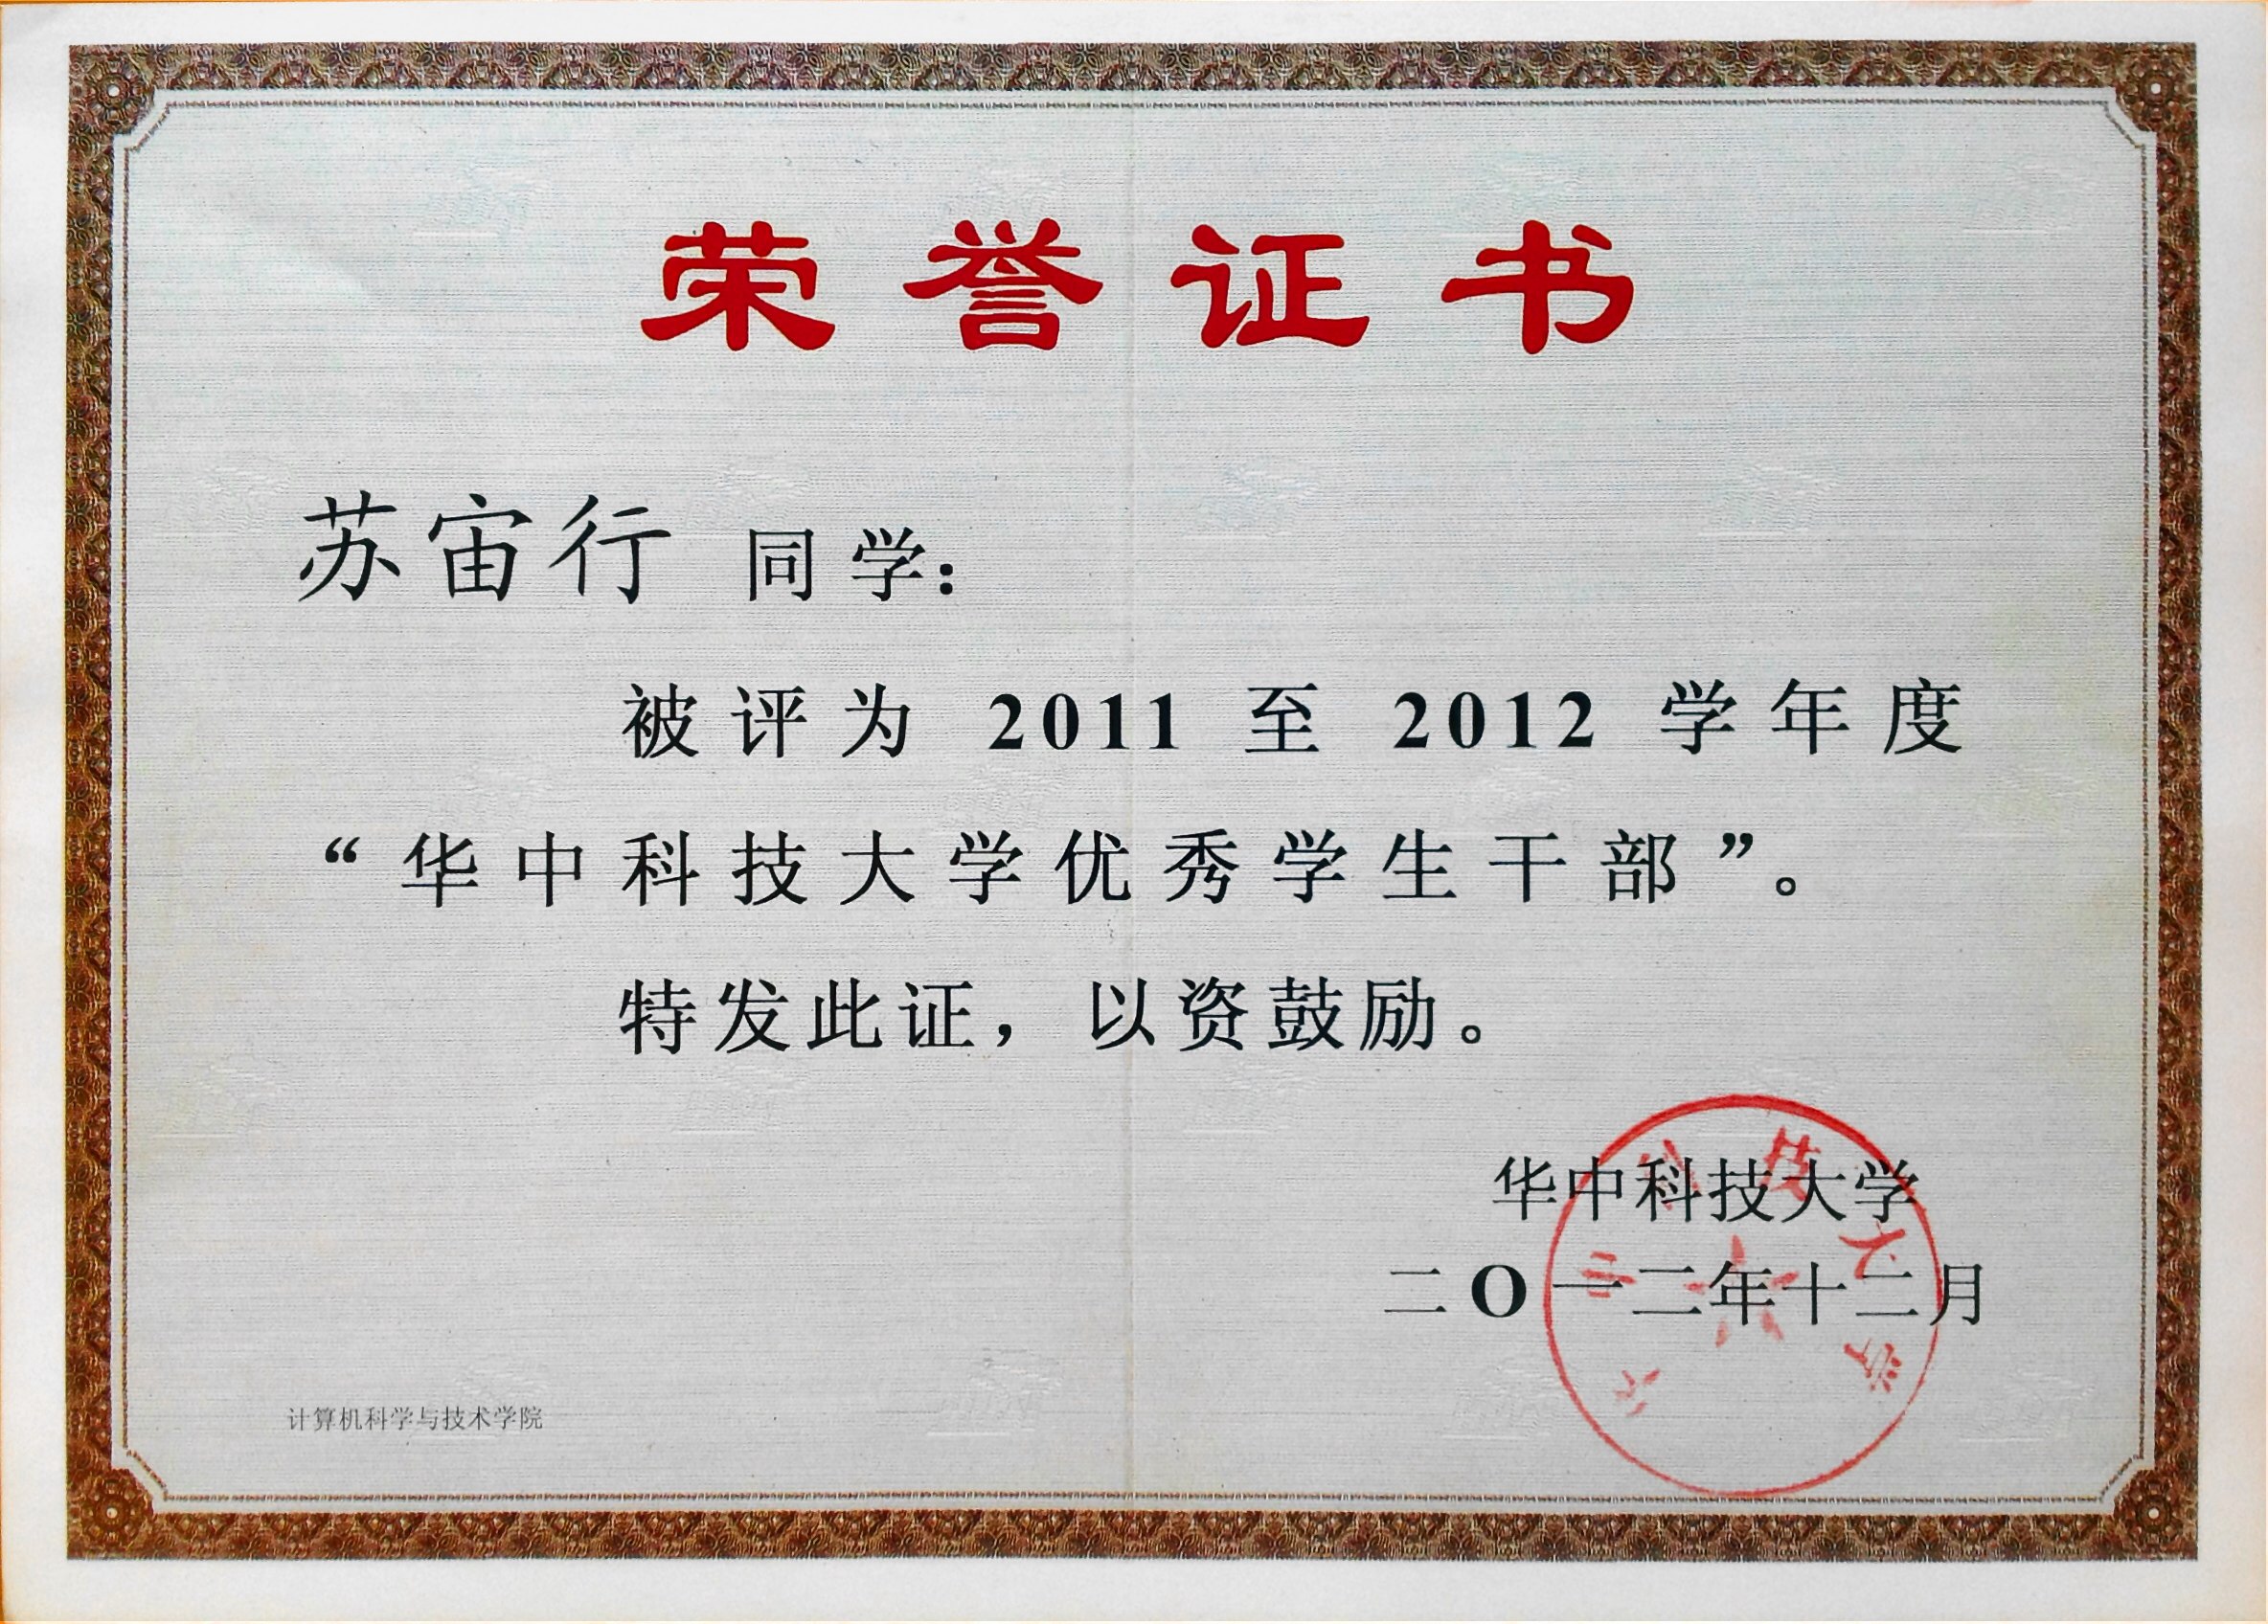 荣誉证书
苏宙行 同学:
被评为 2011 至 2012 学年度
“华中科技大学优秀学生干部”。
特发此证，以资鼓励。
华中科技大学
二O一二年十二月
计算机科学与技术学院